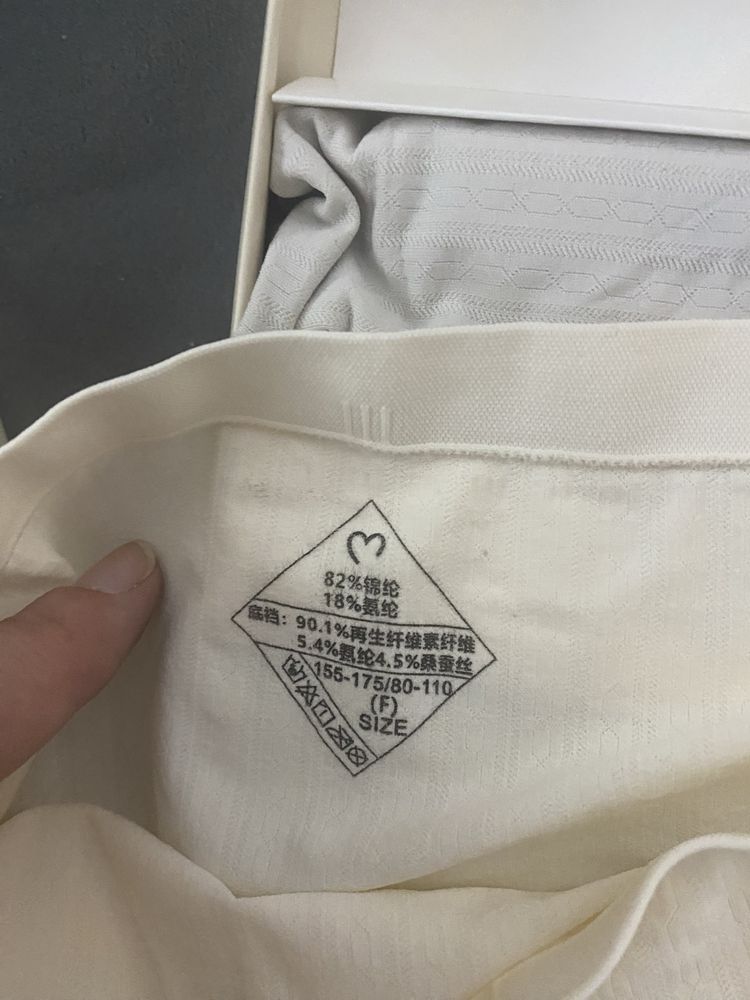 82%锦纶
18%氨纶
底裆：90.1%再生纤维素纤维
5.4%氨纶4.5%桑蚕丝
155-175/80-110
(F)
SIZE